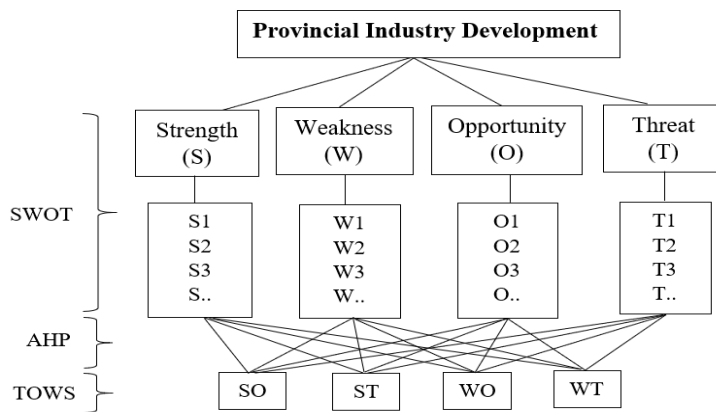 Provincial Industry Development
Strength
(S)
Weakness
(W)
Opportunity
(O)
Threat
(T)
SWOT
S1
S2
S3
S..
W1
W2
W3
W..
O1
O2
O3
O..
T1
T2
T3
T..
AHP
TOWS
SO
ST
WO
WT